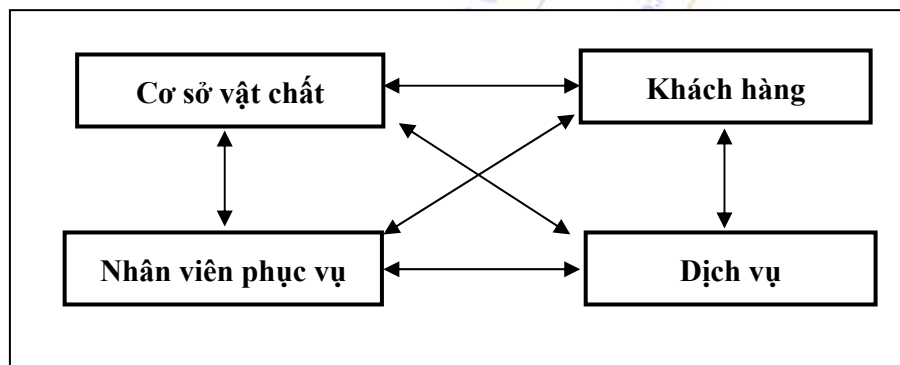 Cơ sở vật chất
Khách hàng
Nhân viên phục vụ
Dịch vụ